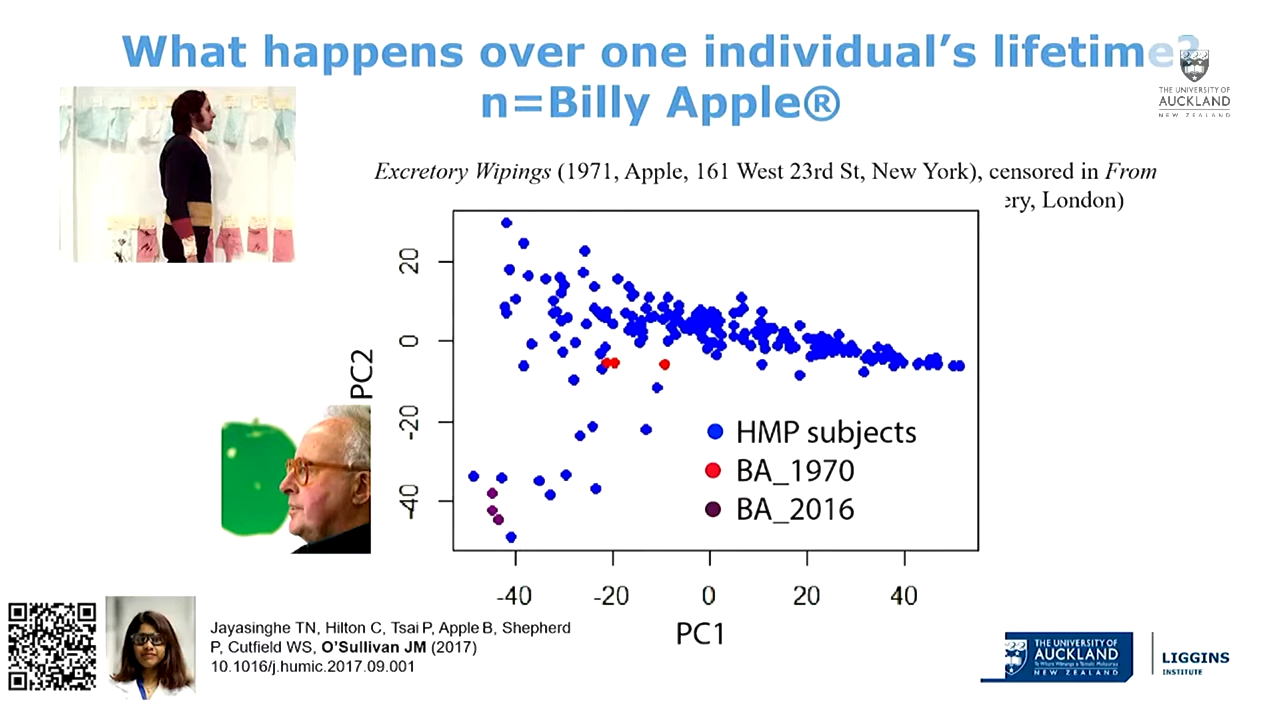 What happens over one individual's lifetime?
n=Billy Apple®
THE UNIVERSITY OF
AUCKLAND
NEW ZEALAND
Excretory Wipings (1971, Apple, 161 West 23rd St, New York), censored in From
ery, London)
20
0
-20
-40
PC2
HMP subjects
BA_1970
BA_2016
-40 -20 0 20 40
PC1
Jayasinghe TN, Hilton C, Tsai P, Apple B, Shepherd
P, Cutfield WS, O'Sullivan JM (2017)
10.1016/j.humic.2017.09.001
THE UNIVERSITY OF
AUCKLAND
NEW ZEALAND
LIGGINS
INSTITUTE